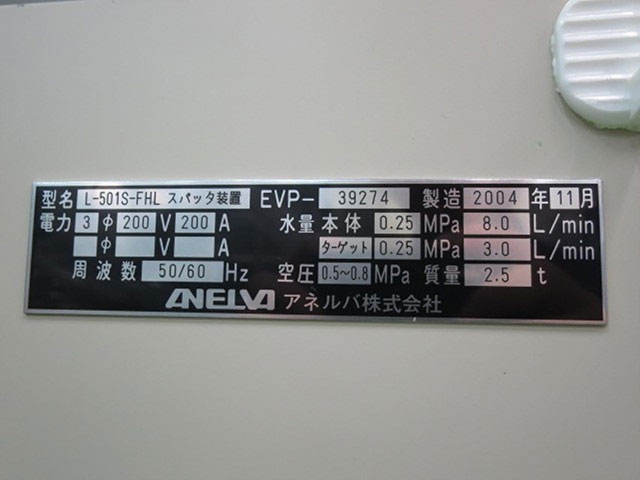 型名 L-501S-FHL スパッタ装置 EVP- 39274 製造 2004 年 11 月
電力 3 φ 200 V 200 A 水量 本体 0.25 MPa 8.0 L/min
φ V A ターゲット 0.25 MPa 3.0 L/min
周波数 50/60 Hz 空圧 0.5~0.8 MPa 質量 2.5 t
ANELVA アネルバ株式会社